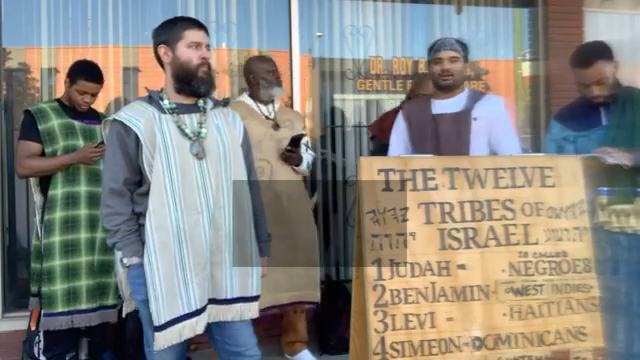 DR. ROY B
GENTLE
THE TWELVE
TRIBES OF
ISRAEL
IS CALLED
1 JUDAH - · NEGROES
2 BENJAMIN - · WEST INDIES
3 LEVI - · HAITIANS
4 SIMEON - DOMINICANS